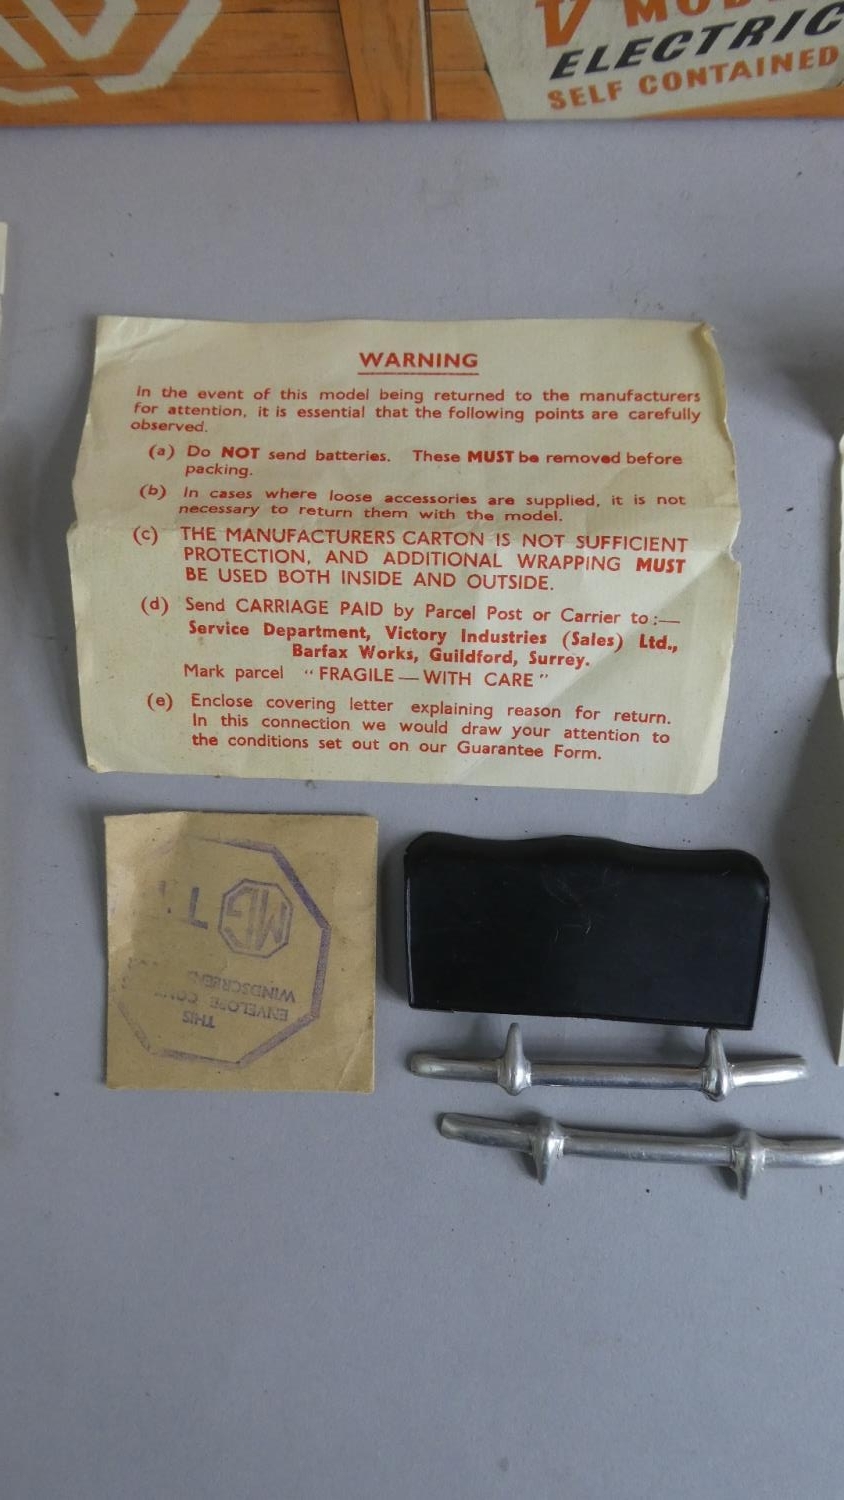 ELECTRIC
SELF CONTAINED
WARNING
In the event of this model being returned to the manufacturers
for attention, it is essential that the following points are carefully
observed.
(a) Do NOT send batteries. These MUST be removed before
packing.
(b) In cases where loose accessories are supplied, it is not
necessary to return them with the model.
(c) THE MANUFACTURERS CARTON IS NOT SUFFICIENT
PROTECTION, AND ADDITIONAL WRAPPING MUST
BE USED BOTH INSIDE AND OUTSIDE.
(d) Send CARRIAGE PAID by Parcel Post or Carrier to:—
Service Department, Victory Industries (Sales) Ltd.,
Barfax Works, Guildford, Surrey.
Mark parcel "FRAGILE — WITH CARE"
(e) Enclose covering letter explaining reason for return.
In this connection we would draw your attention to
the conditions set out on our Guarantee Form.
THIS
ENVELOPE
WINDSCREEN
MG